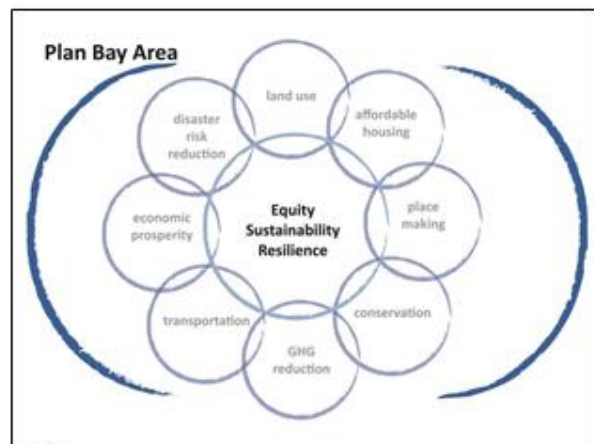 Plan Bay Area
land use
affordable
housing
place
making
conservation
GHG
reduction
transportation
economic
prosperity
disaster
risk
reduction
Equity
Sustainability
Resilience